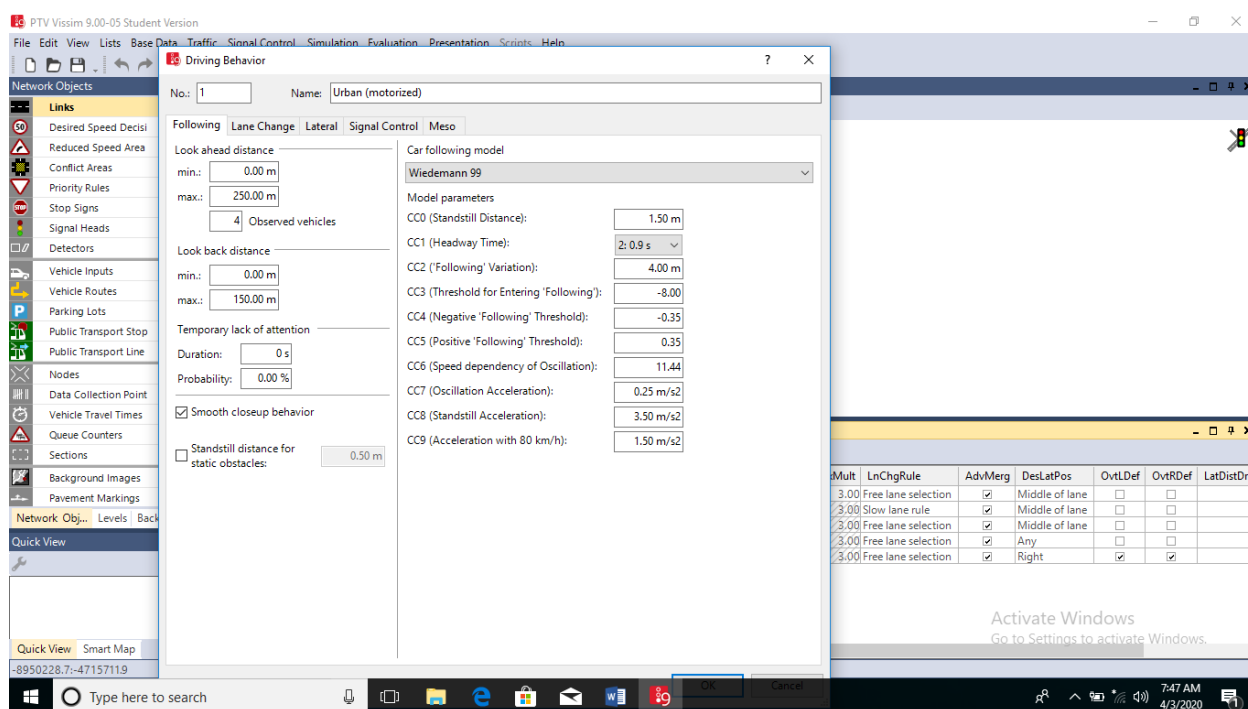 PTV Vissim 9.00-05 Student Version
File Edit View Lists Base Data Traffic Signal Control Simulation Evaluation Presentation Scripts Help
Driving Behavior ?
Network Objects
No.: 1 Name: Urban (motorized)
Links
Desired Speed Decisi
Reduced Speed Area
Conflict Areas
Priority Rules
Stop Signs
Signal Heads
Detectors
Vehicle Inputs
Vehicle Routes
Parking Lots
Public Transport Stop
Public Transport Line
Nodes
Data Collection Point
Vehicle Travel Times
Queue Counters
Sections
Background Images
Pavement Markings
Network Obj... Levels Back
Quick View
Quick View Smart Map
-8950228.7:-4715711.9
Following Lane Change Lateral Signal Control Meso
Look ahead distance
min.: 0.00 m
max.: 250.00 m
4 Observed vehicles
Look back distance
min.: 0.00 m
max.: 150.00 m
Temporary lack of attention
Duration: 0 s
Probability: 0.00 %
Smooth closeup behavior
Standstill distance for
static obstacles: 0.50 m
Car following model
Wiedemann 99
Model parameters
CC0 (Standstill Distance): 1.50 m
CC1 (Headway Time): 2: 0.9 s
CC2 ('Following' Variation): 4.00 m
CC3 (Threshold for Entering 'Following'): -8.00
CC4 (Negative 'Following' Threshold): -0.35
CC5 (Positive 'Following' Threshold): 0.35
CC6 (Speed dependency of Oscillation): 11.44
CC7 (Oscillation Acceleration): 0.25 m/s2
CC8 (Standstill Acceleration): 3.50 m/s2
CC9 (Acceleration with 80 km/h): 1.50 m/s2
OK Cancel
Mult LnChgRule AdvMerg DesLatPos OvtLDef OvtRDef LatDistDr
3.00 Free lane selection Middle of lane
3.00 Slow lane rule Middle of lane
3.00 Free lane selection Middle of lane
3.00 Free lane selection Any
3.00 Free lane selection Right
Activate Windows
Go to Settings to activate Windows.
Type here to search
7:47 AM
4/3/2020